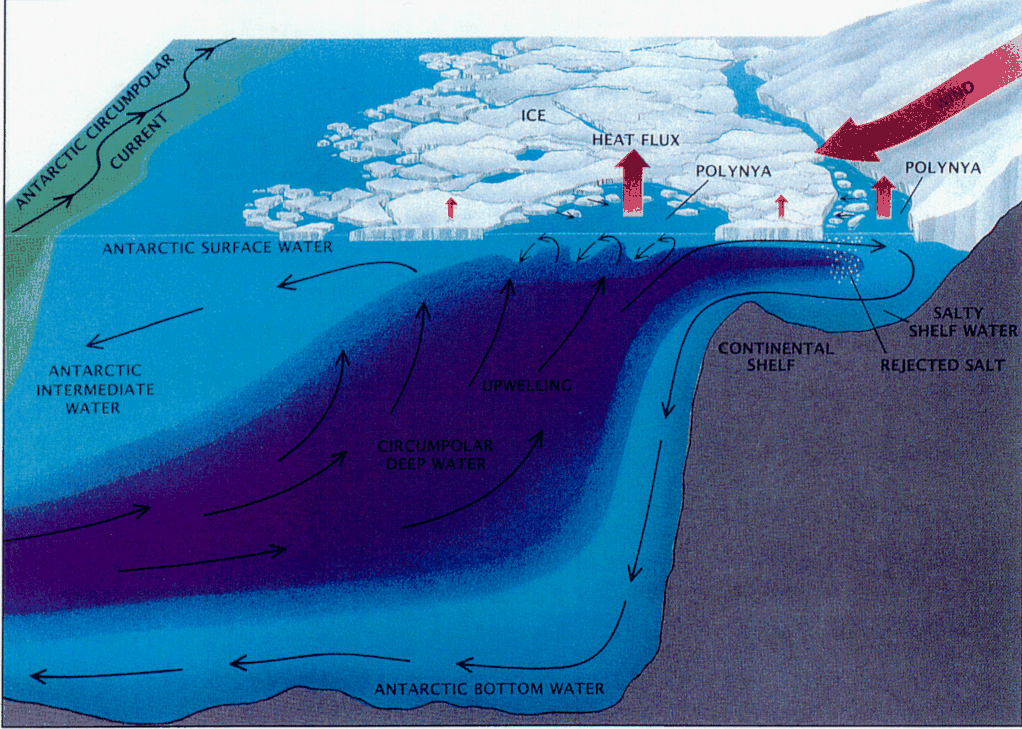 ANTARCTIC CIRCUMPOLAR
CURRENT
WIND
ICE
HEAT FLUX
POLYNYA
POLYNYA
ANTARCTIC SURFACE WATER
SALTY
SHELF WATER
CONTINENTAL
SHELF
REJECTED SALT
ANTARCTIC
INTERMEDIATE
WATER
UPWELLING
CIRCUMPOLAR
DEEP WATER
ANTARCTIC BOTTOM WATER